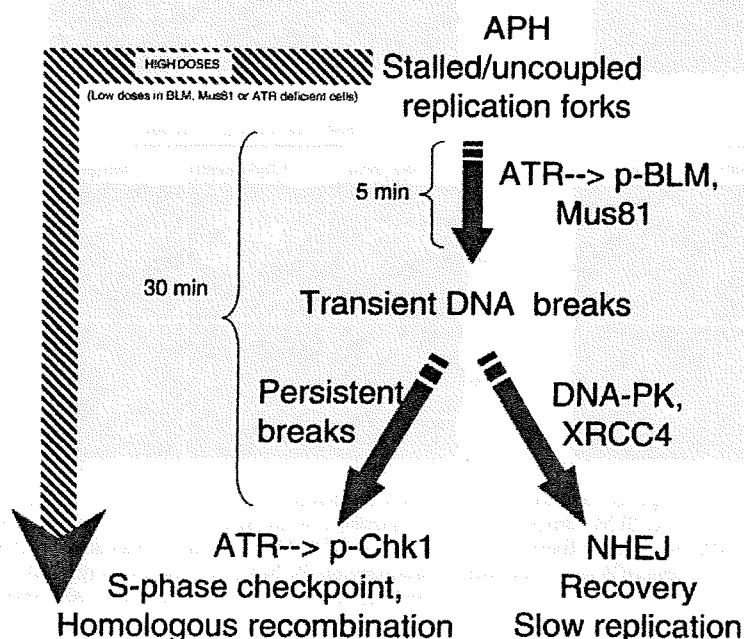 APH
HIGH DOSES
Stalled/uncoupled
(Low doses in BLM, Mus81 or ATR deficient cells)
replication forks
5 min
ATR--> p-BLM,
Mus81
30 min
Transient DNA breaks
Persistent
breaks
DNA-PK,
XRCC4
ATR--> p-Chk1
S-phase checkpoint,
Homologous recombination
NHEJ
Recovery
Slow replication